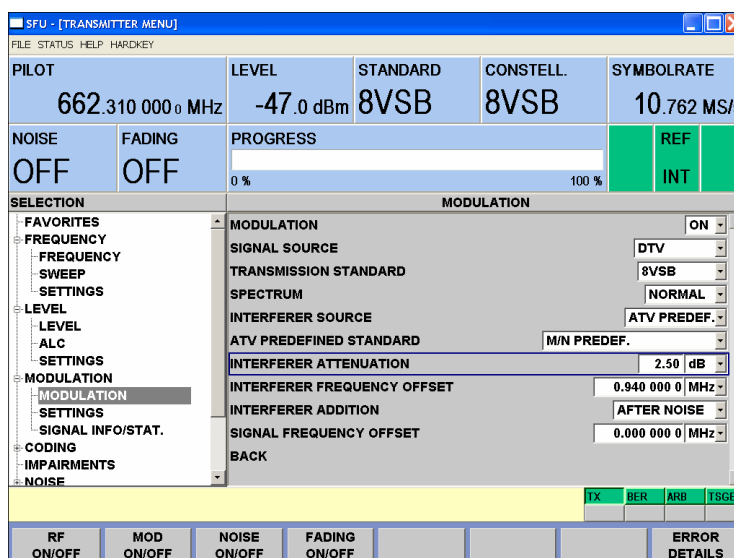 SFU - [TRANSMITTER MENU]
FILE STATUS HELP HARDKEY
PILOT LEVEL STANDARD CONSTELL. SYMBOLRATE
662.310 000 0 MHz -47.0 dBm 8VSB 8VSB 10.762 MS/
NOISE FADING PROGRESS REF
OFF OFF 0 % 100 % INT
SELECTION MODULATION
FAVORITES
FREQUENCY
FREQUENCY
SWEEP
SETTINGS
LEVEL
LEVEL
ALC
SETTINGS
MODULATION
MODULATION
SETTINGS
SIGNAL INFO/STAT.
CODING
IMPAIRMENTS
NOISE
MODULATION ON
SIGNAL SOURCE DTV
TRANSMISSION STANDARD 8VSB
SPECTRUM NORMAL
INTERFERER SOURCE ATV PREDEF.
ATV PREDEFINED STANDARD M/N PREDEF.
INTERFERER ATTENUATION 2.50 dB
INTERFERER FREQUENCY OFFSET 0.940 000 0 MHz
INTERFERER ADDITION AFTER NOISE
SIGNAL FREQUENCY OFFSET 0.000 000 0 MHz
BACK
TX BER ARB TSGE
RF ON/OFF
MOD ON/OFF
NOISE ON/OFF
FADING ON/OFF
ERROR DETAILS